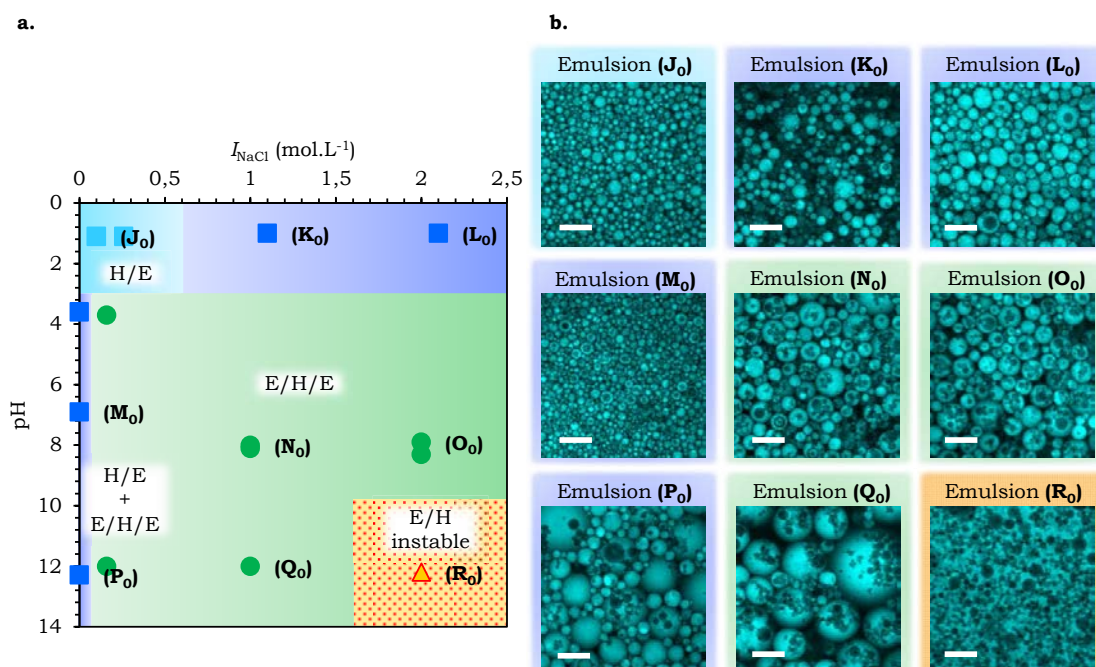 a.
I_NaCl (mol.L⁻¹)
0 0,5 1 1,5 2 2,5
pH
0
2
4
6
8
10
12
14
(J₀)
(K₀)
(L₀)
H/E
E/H/E
(M₀)
(N₀)
(O₀)
H/E
+
E/H/E
E/H
instable
(P₀)
(Q₀)
(R₀)
b.
Emulsion (J₀)
Emulsion (K₀)
Emulsion (L₀)
Emulsion (M₀)
Emulsion (N₀)
Emulsion (O₀)
Emulsion (P₀)
Emulsion (Q₀)
Emulsion (R₀)